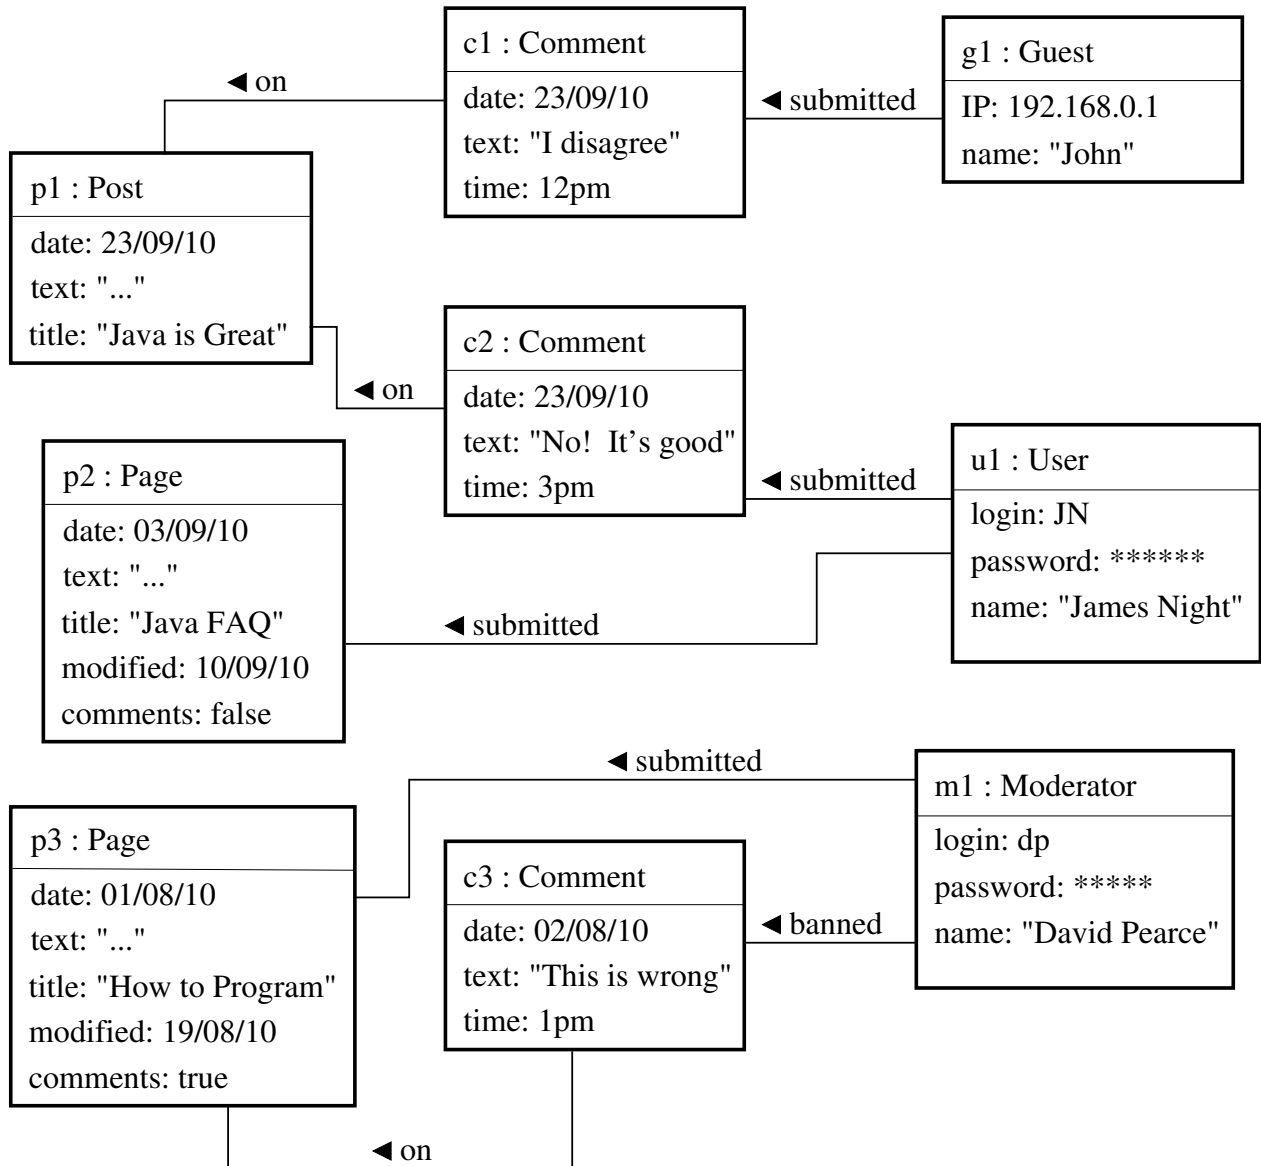 c1 : Comment
date: 23/09/10
text: "I disagree"
time: 12pm
g1 : Guest
IP: 192.168.0.1
name: "John"
◄ on
◄ submitted
p1 : Post
date: 23/09/10
text: "..."
title: "Java is Great"
c2 : Comment
date: 23/09/10
text: "No!  It's good"
time: 3pm
◄ on
◄ submitted
u1 : User
login: JN
password: ******
name: "James Night"
p2 : Page
date: 03/09/10
text: "..."
title: "Java FAQ"
modified: 10/09/10
comments: false
◄ submitted
◄ submitted
m1 : Moderator
login: dp
password: *****
name: "David Pearce"
p3 : Page
date: 01/08/10
text: "..."
title: "How to Program"
modified: 19/08/10
comments: true
c3 : Comment
date: 02/08/10
text: "This is wrong"
time: 1pm
◄ banned
◄ on